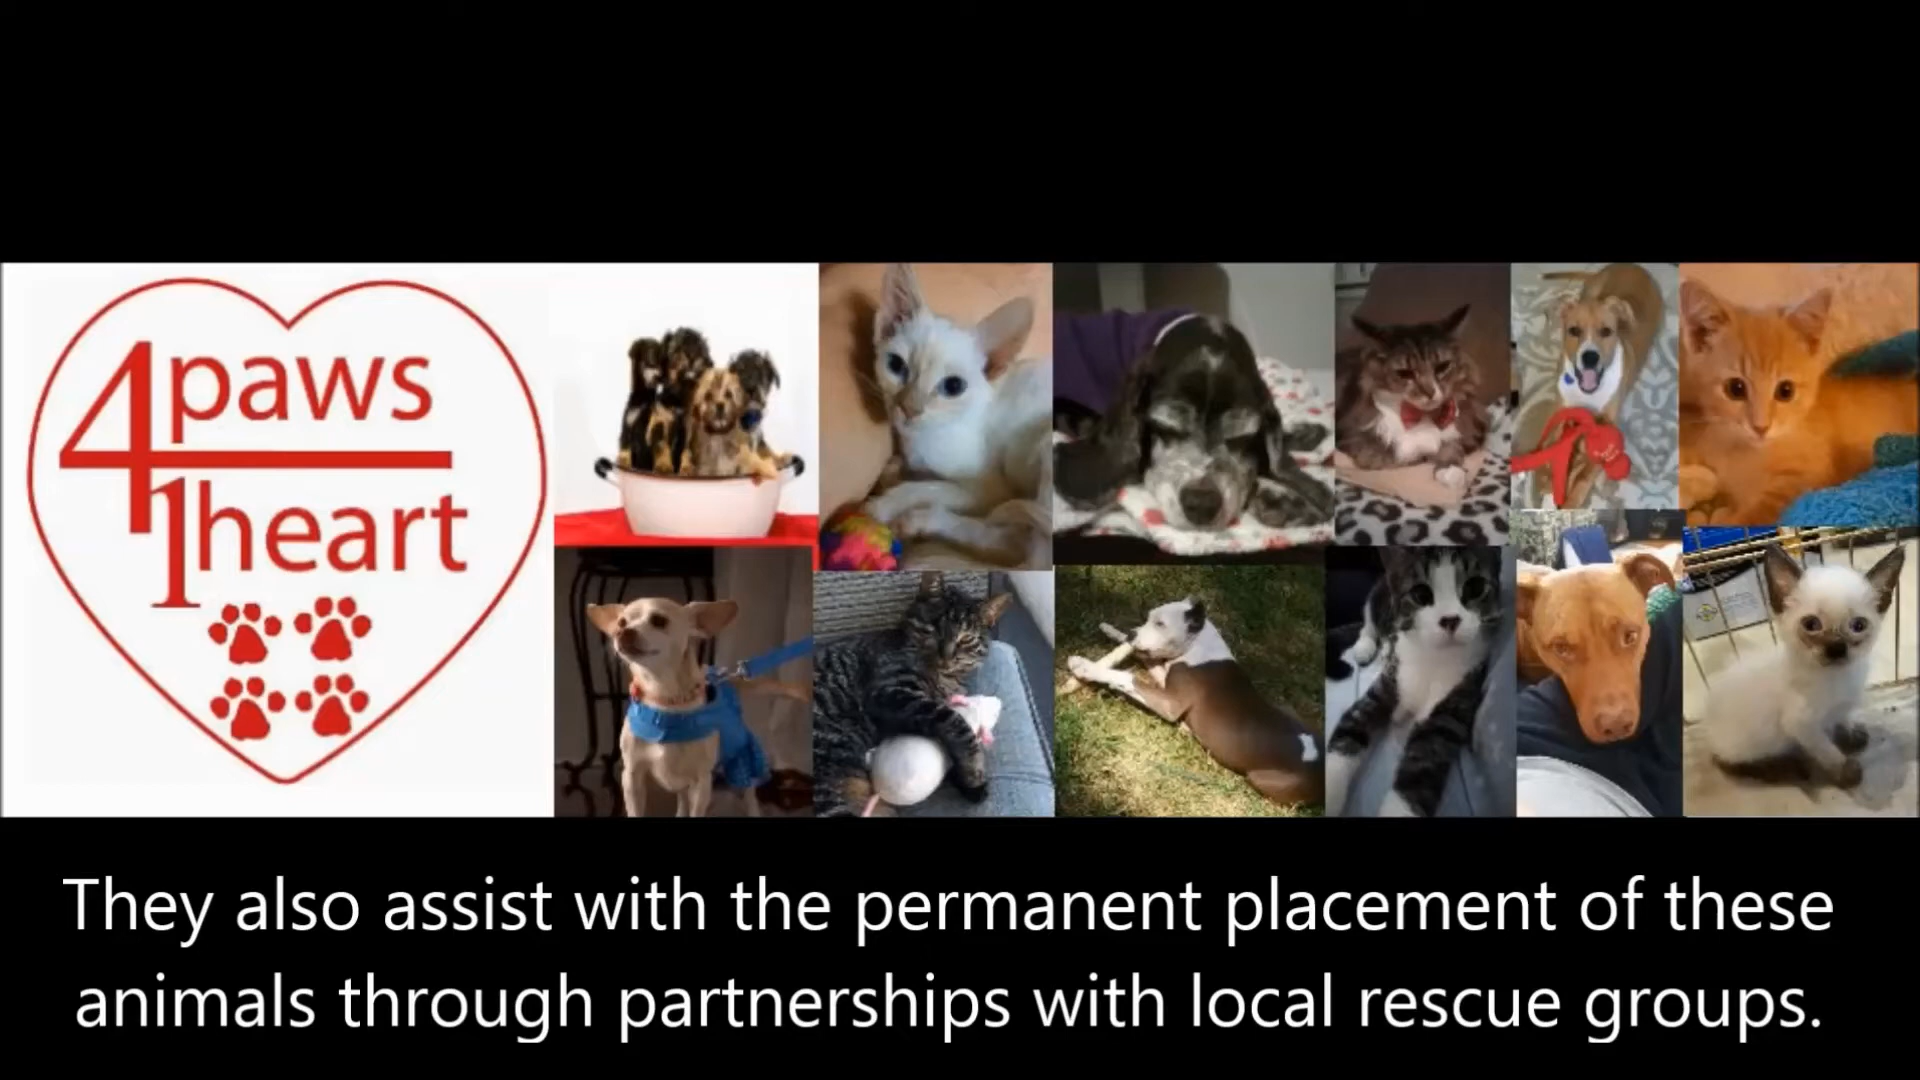 4paws
1heart
They also assist with the permanent placement of these
animals through partnerships with local rescue groups.